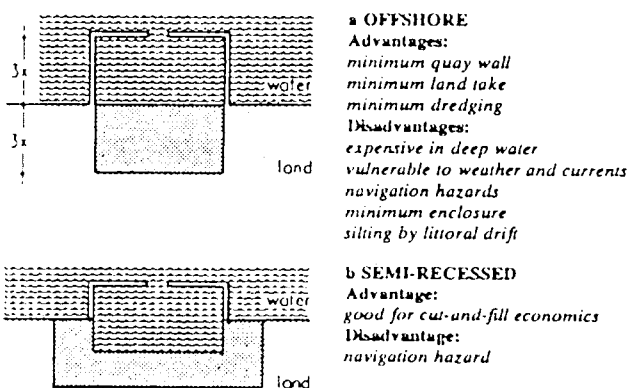 3x
water
3x
land
a OFFSHORE
Advantages:
minimum quay wall
minimum land take
minimum dredging
Disadvantages:
expensive in deep water
vulnerable to weather and currents
navigation hazards
minimum enclosure
silting by littoral drift
water
land
b SEMI-RECESSED
Advantage:
good for cut-and-fill economics
Disadvantage:
navigation hazard